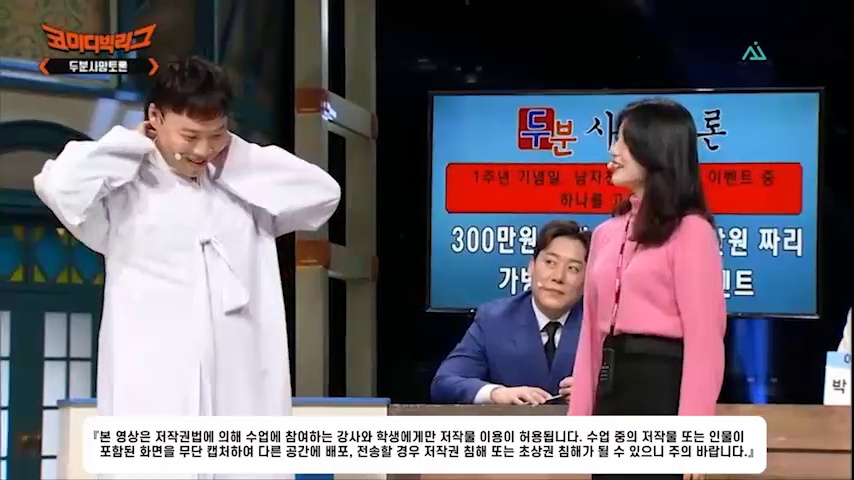 코미디빅리그
두분사망토론
두분 사 론
1주년 기념일 남자친 이벤트 중
하나를 고
300만원 만원 짜리
가방 벤트
박
『본 영상은 저작권법에 의해 수업에 참여하는 강사와 학생에게만 저작물 이용이 허용됩니다. 수업 중의 저작물 또는 인물이
포함된 화면을 무단 캡처하여 다른 공간에 배포, 전송할 경우 저작권 침해 또는 초상권 침해가 될 수 있으니 주의 바랍니다.』